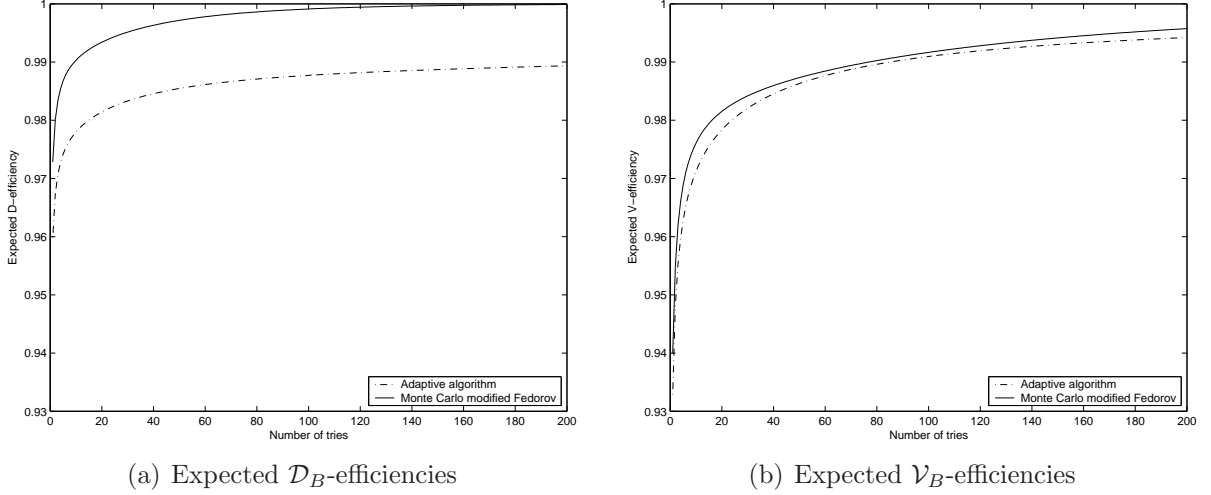 1
0.99
0.98
0.97
0.96
0.95
0.94
0.93
Expected D-efficiency
0 20 40 60 80 100 120 140 160 180 200
Number of tries
Adaptive algorithm
Monte Carlo modified Fedorov
(a) Expected 𝒟_B-efficiencies
1
0.99
0.98
0.97
0.96
0.95
0.94
0.93
Expected V-efficiency
0 20 40 60 80 100 120 140 160 180 200
Number of tries
Adaptive algorithm
Monte Carlo modified Fedorov
(b) Expected 𝒱_B-efficiencies